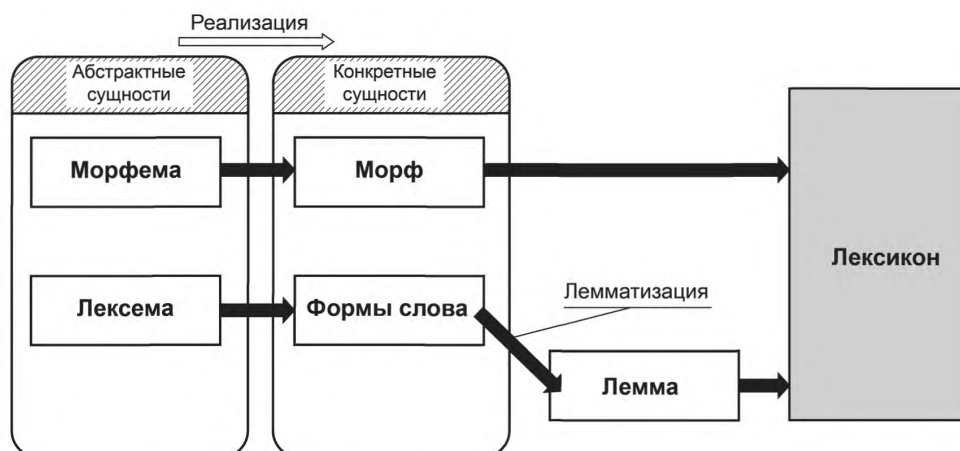 Реализация
Абстрактные
сущности
Конкретные
сущности
Морфема
Морф
Лексикон
Лексема
Формы слова
Лемматизация
Лемма